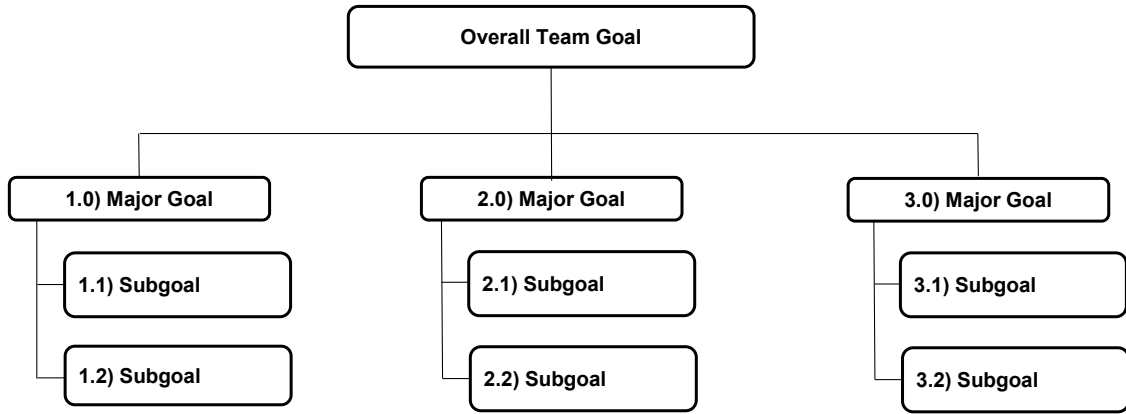 Overall Team Goal
1.0) Major Goal
2.0) Major Goal
3.0) Major Goal
1.1) Subgoal
2.1) Subgoal
3.1) Subgoal
1.2) Subgoal
2.2) Subgoal
3.2) Subgoal